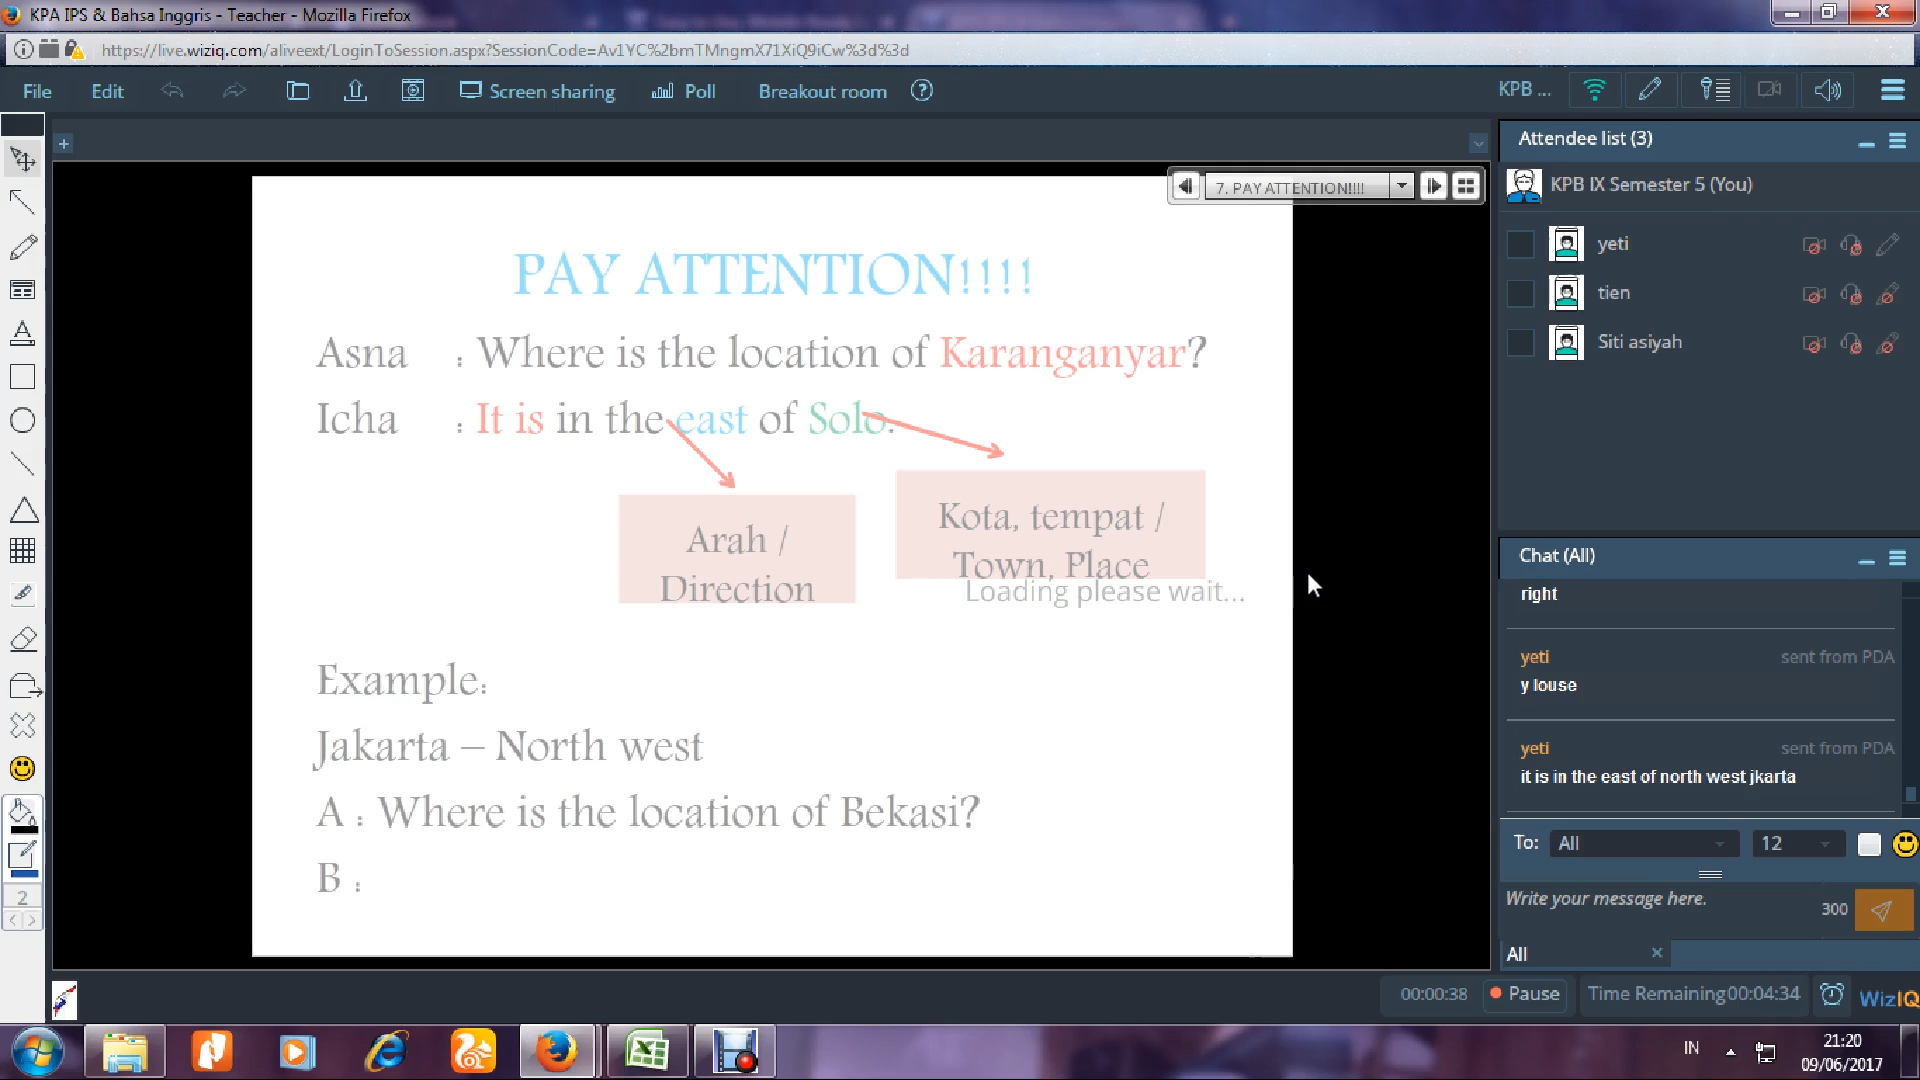 KPA IPS & Bahsa Inggris - Teacher - Mozilla Firefox
https://live.wiziq.com/aliveext/LoginToSession.aspx?SessionCode=Av1YC%2bmTMngmX71XiQ9iCw%3d%3d
File Edit Screen sharing Poll Breakout room KPB ...
7. PAY ATTENTION!!!!
PAY ATTENTION!!!!
Asna : Where is the location of Karanganyar?
Icha : It is in the east of Solo.
Arah /
Direction
Kota, tempat /
Town, Place
Loading please wait...
Example:
Jakarta – North west
A : Where is the location of Bekasi?
B :
2
Attendee list (3)
KPB IX Semester 5 (You)
yeti
tien
Siti asiyah
Chat (All)
right
yeti sent from PDA
y louse
yeti sent from PDA
it is in the east of north west jkarta
To: All 12
Write your message here.
300
All
00:00:38 Pause Time Remaining00:04:34 WizIQ
IN
21:20
09/06/2017